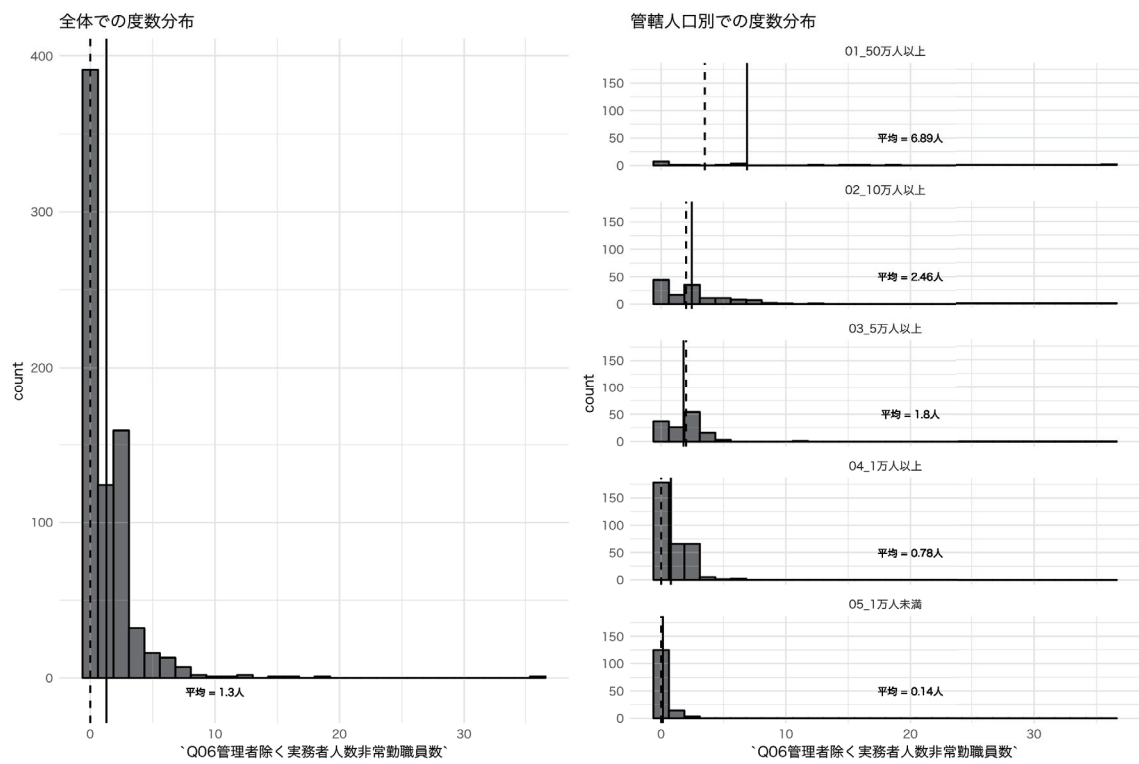 全体での度数分布
count
400
300
200
100
0
平均 = 1.3人
0
10
20
30
`Q06管理者除く実務者人数非常勤職員数`
管轄人口別での度数分布
count
01_50万人以上
150
100
50
0
平均 = 6.89人
02_10万人以上
150
100
50
0
平均 = 2.46人
03_5万人以上
150
100
50
0
平均 = 1.8人
04_1万人以上
150
100
50
0
平均 = 0.78人
05_1万人未満
150
100
50
0
平均 = 0.14人
0
10
20
30
`Q06管理者除く実務者人数非常勤職員数`